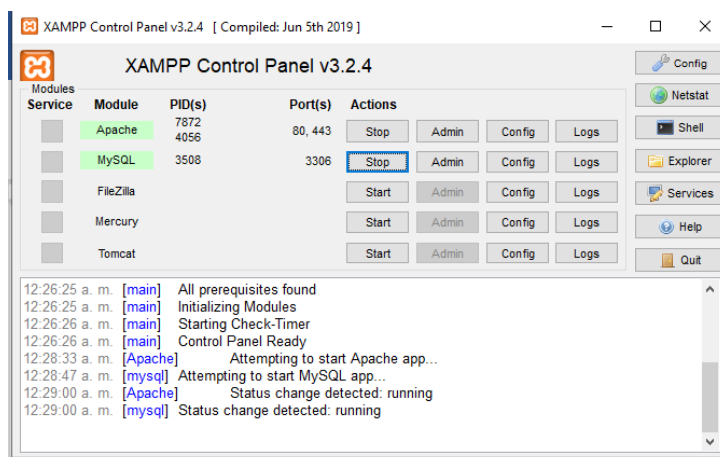 XAMPP Control Panel v3.2.4 [ Compiled: Jun 5th 2019 ]
XAMPP Control Panel v3.2.4
Config
Modules
Service Module PID(s) Port(s) Actions
Netstat
Apache 7872 4056 80, 443 Stop Admin Config Logs
Shell
MySQL 3508 3306 Stop Admin Config Logs
Explorer
FileZilla Start Admin Config Logs
Services
Mercury Start Admin Config Logs
Help
Tomcat Start Admin Config Logs
Quit
12:26:25 a. m. [main] All prerequisites found
12:26:25 a. m. [main] Initializing Modules
12:26:26 a. m. [main] Starting Check-Timer
12:26:26 a. m. [main] Control Panel Ready
12:28:33 a. m. [Apache] Attempting to start Apache app...
12:28:47 a. m. [mysql] Attempting to start MySQL app...
12:29:00 a. m. [Apache] Status change detected: running
12:29:00 a. m. [mysql] Status change detected: running